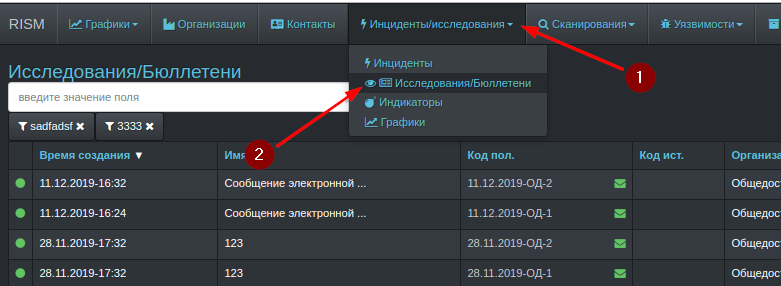 RISM Графики Организации Контакты Инциденты/исследования Сканирования Уязвимости
Инциденты
Исследования/Бюллетени
Индикаторы
Графики
1
2
Исследования/Бюллетени
введите значение поля
sadfadsf 3333
Время создания ▼ Имя Код пол. Код ист. Организа
11.12.2019-16:32 Сообщение электронной ... 11.12.2019-ОД-2 Общедост
11.12.2019-16:24 Сообщение электронной ... 11.12.2019-ОД-1 Общедост
28.11.2019-17:32 123 28.11.2019-ОД-2 Общедост
28.11.2019-17:32 123 28.11.2019-ОД-1 Общедост